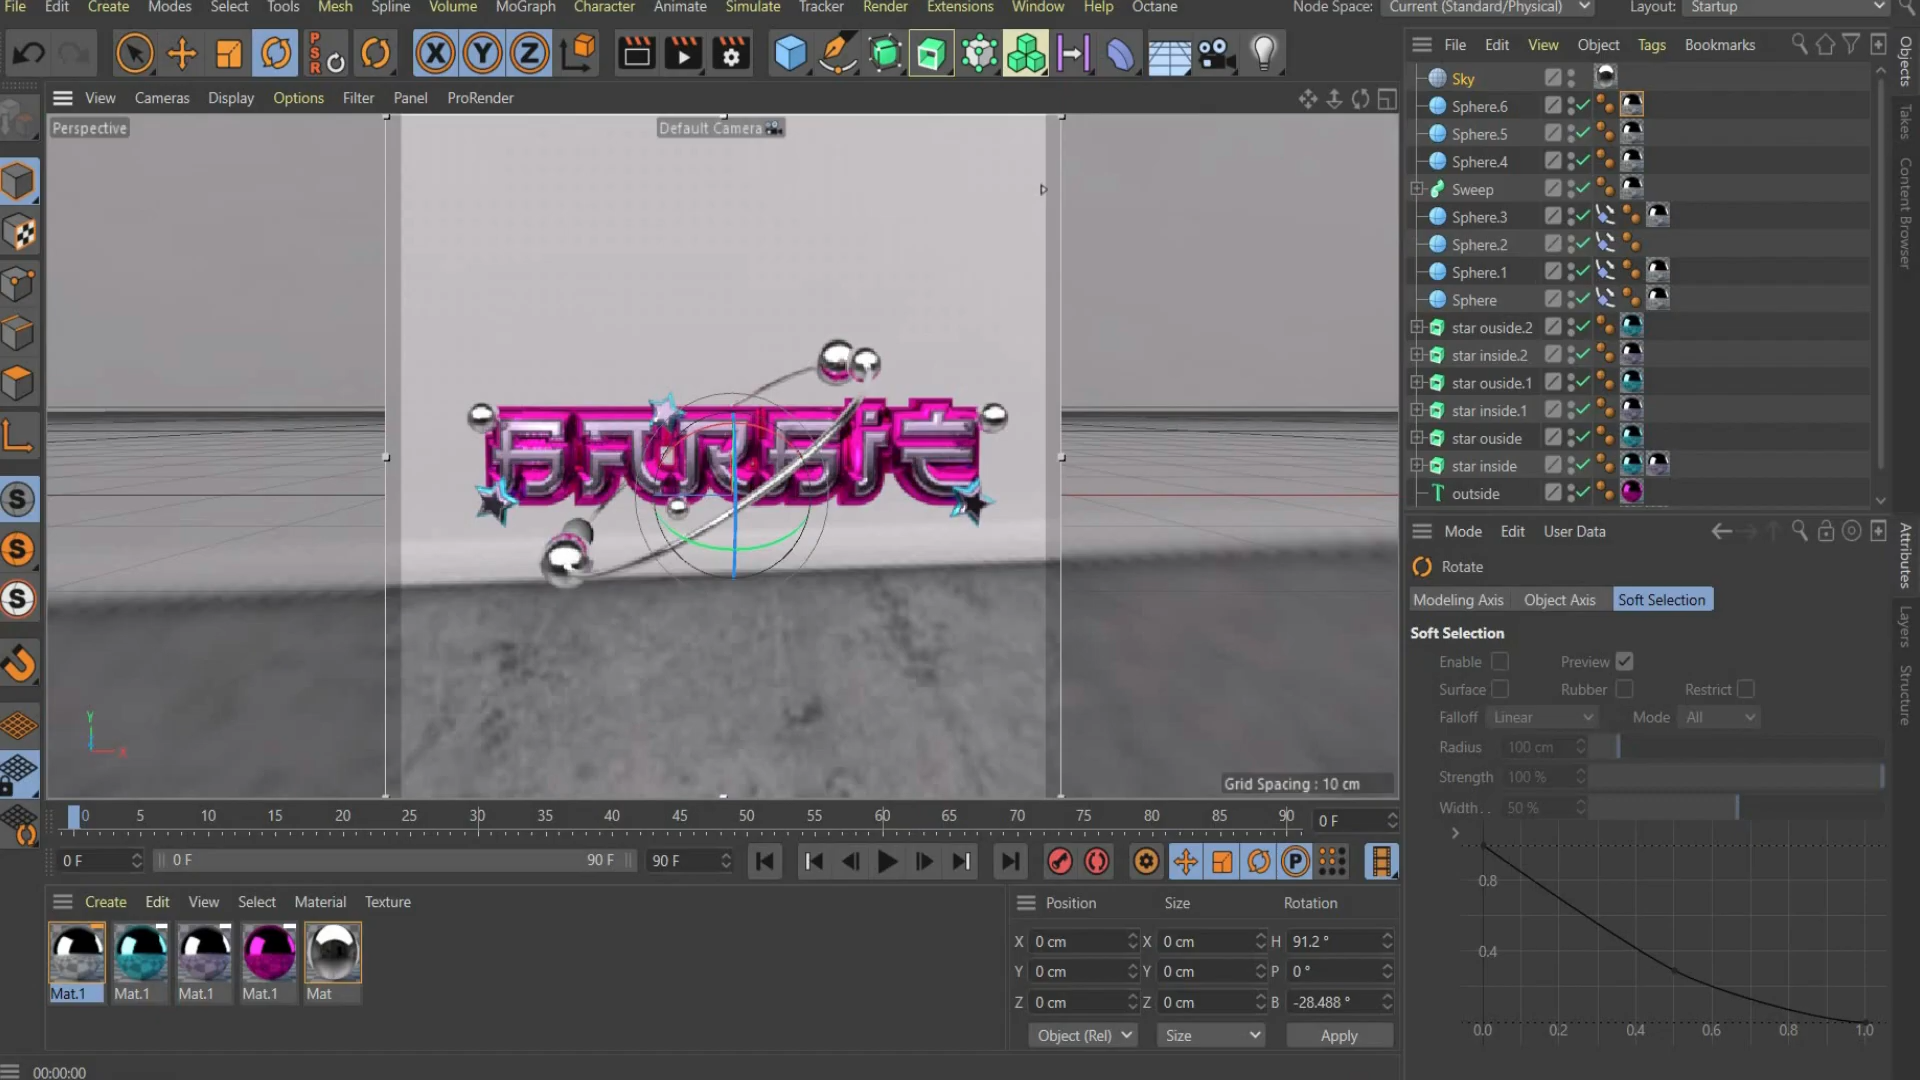 File Edit Create Modes Select Tools Mesh Spline Volume MoGraph Character Animate Simulate Tracker Render Extensions Window Help Octane Node Space: Current (Standard/Physical) Layout: Startup
X Y Z
View Cameras Display Options Filter Panel ProRender
Perspective
Default Camera
Y
X
Grid Spacing : 10 cm
0 5 10 15 20 25 30 35 40 45 50 55 60 65 70 75 80 85 90 0 F
0 F 0 F 90 F 90 F
Create Edit View Select Material Texture
Mat.1 Mat.1 Mat.1 Mat.1 Mat
Position Size Rotation
X 0 cm X 0 cm H 91.2 °
Y 0 cm Y 0 cm P 0 °
Z 0 cm Z 0 cm B -28.488 °
Object (Rel) Size Apply
00:00:00
File Edit View Object Tags Bookmarks
Sky
Sphere.6
Sphere.5
Sphere.4
Sweep
Sphere.3
Sphere.2
Sphere.1
Sphere
star ouside.2
star inside.2
star ouside.1
star inside.1
star ouside
star inside
outside
Objects
Takes
Content Browser
Mode Edit User Data
Rotate
Modeling Axis Object Axis Soft Selection
Soft Selection
Enable Preview
Surface Rubber Restrict
Falloff Linear Mode All
Radius 100 cm
Strength 100 %
Width . . 50 %
0.8
0.4
0.0 0.2 0.4 0.6 0.8 1.0
Attributes
Layers
Structure